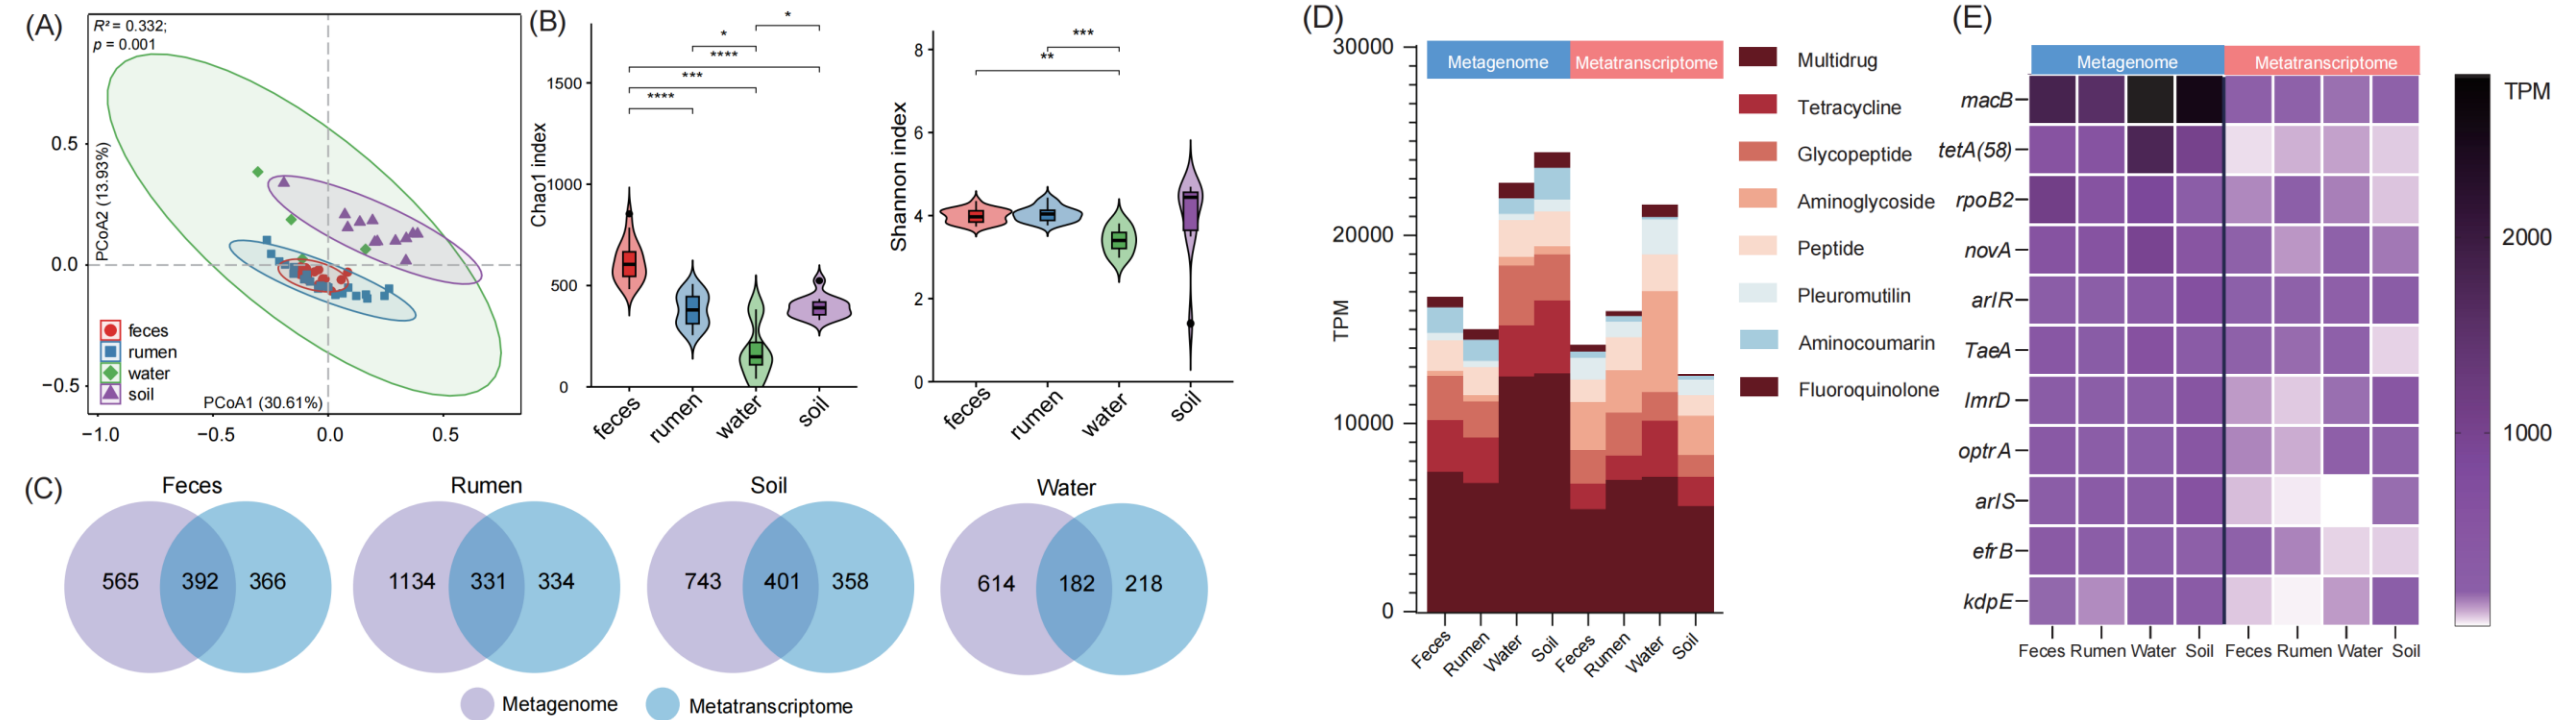 (A)
R² = 0.332;
p = 0.001
PCoA2 (13.93%)
0.5
0.0
−0.5
feces
rumen
water
soil
PCoA1 (30.61%)
−1.0 −0.5 0.0 0.5
(B)
Chao1 index
1500
1000
500
0
*
*
****
***
****
feces rumen water soil
Shannon index
8
6
4
2
0
***
**
feces rumen water soil
(C)
Feces
565 392 366
Rumen
1134 331 334
Soil
743 401 358
Water
614 182 218
Metagenome Metatranscriptome
(D)
TPM
30000
20000
10000
0
Metagenome Metatranscriptome
Feces Rumen Water Soil Feces Rumen Water Soil
Multidrug
Tetracycline
Glycopeptide
Aminoglycoside
Peptide
Pleuromutilin
Aminocoumarin
Fluoroquinolone
(E)
Metagenome Metatranscriptome
macB
tetA(58)
rpoB2
novA
arlR
TaeA
lmrD
optrA
arlS
efrB
kdpE
Feces Rumen Water Soil Feces Rumen Water Soil
TPM
2000
1000